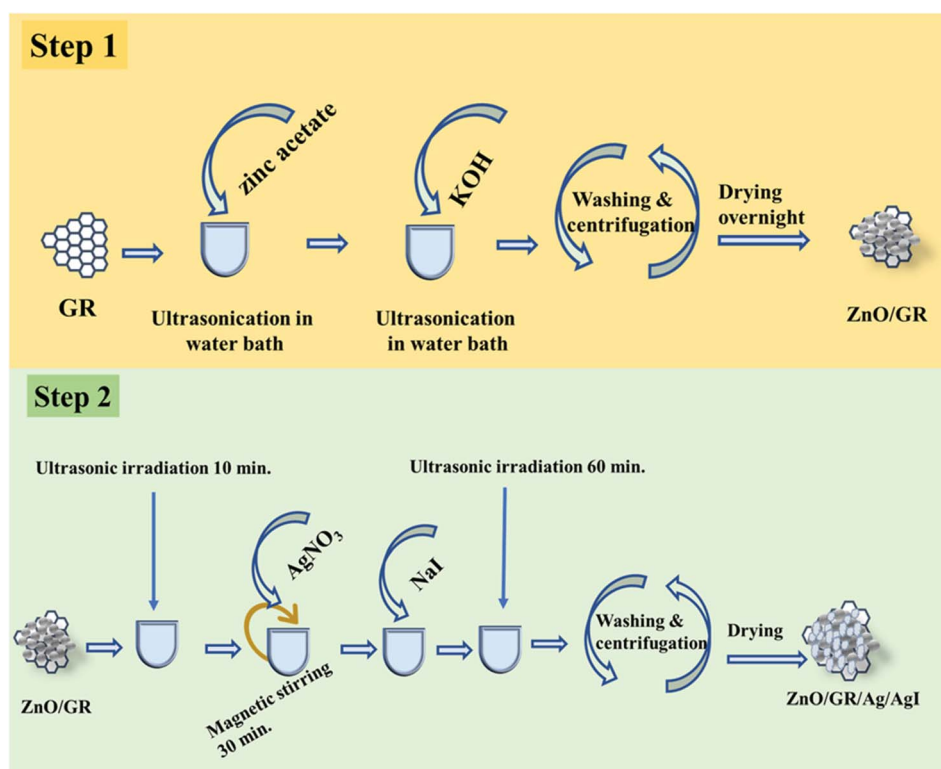 Step 1
zinc acetate
KOH
Washing &
centrifugation
Drying
overnight
GR
Ultrasonication in
water bath
Ultrasonication
in water bath
ZnO/GR
Step 2
Ultrasonic irradiation 10 min.
Ultrasonic irradiation 60 min.
AgNO₃
NaI
Washing &
centrifugation
Drying
ZnO/GR
Magnetic stirring
30 min.
ZnO/GR/Ag/AgI